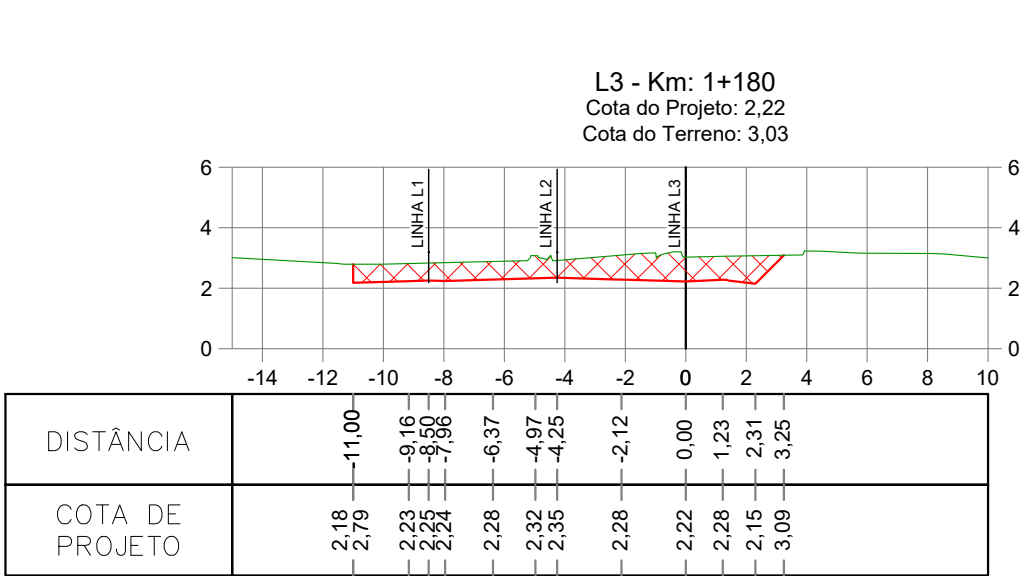 L3 - Km: 1+180
Cota do Projeto: 2,22
Cota do Terreno: 3,03
6 6
4 4
2 2
0 0
LINHA L1
LINHA L2
LINHA L3
-14 -12 -10 -8 -6 -4 -2 0 2 4 6 8 10
DISTÂNCIA
-11,00 -9,16 -8,50 -7,96 -6,37 -4,97 -4,25 -2,12 0,00 1,23 2,31 3,25
COTA DE
PROJETO
2,18 2,79 2,23 2,25 2,24 2,28 2,32 2,35 2,28 2,22 2,28 2,15 3,09